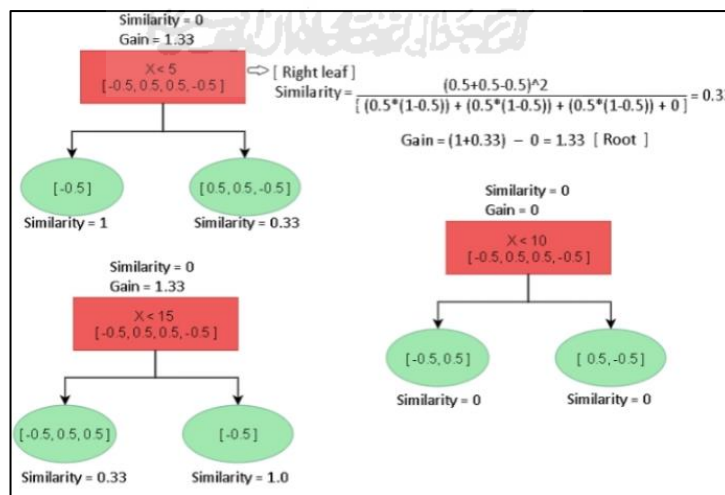 Similarity = 0
Gain = 1.33
X < 5
[-0.5, 0.5, 0.5, -0.5]
[-0.5]
Similarity = 1
[0.5, 0.5, -0.5]
Similarity = 0.33
[ Right leaf ]
Similarity = (0.5+0.5-0.5)^2
[ (0.5*(1-0.5)) + (0.5*(1-0.5)) + (0.5*(1-0.5)) + 0 ] = 0.3
Gain = (1+0.33) - 0 = 1.33 [ Root ]
Similarity = 0
Gain = 0
X < 10
[-0.5, 0.5, 0.5, -0.5]
[-0.5, 0.5]
Similarity = 0
[ 0.5, -0.5]
Similarity = 0
Similarity = 0
Gain = 1.33
X < 15
[-0.5, 0.5, 0.5, -0.5]
[-0.5, 0.5, 0.5]
Similarity = 0.33
[-0.5]
Similarity = 1.0